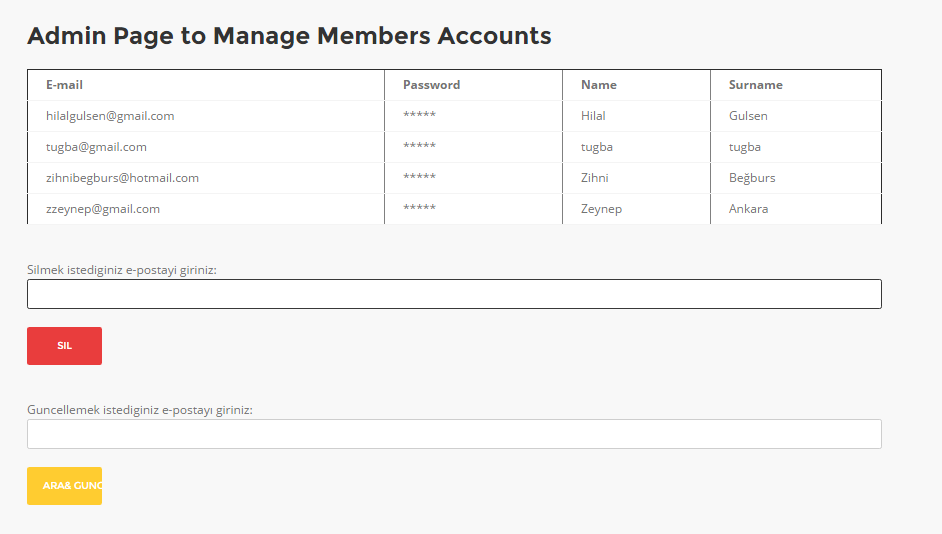 Admin Page to Manage Members Accounts
E-mail Password Name Surname
hilalgulsen@gmail.com ***** Hilal Gulsen
tugba@gmail.com ***** tugba tugba
zihnibegburs@hotmail.com ***** Zihni Beğburs
zzeynep@gmail.com ***** Zeynep Ankara
Silmek istediginiz e-postayi giriniz:
SIL
Guncellemek istediginiz e-postayı giriniz:
ARA& GUNC